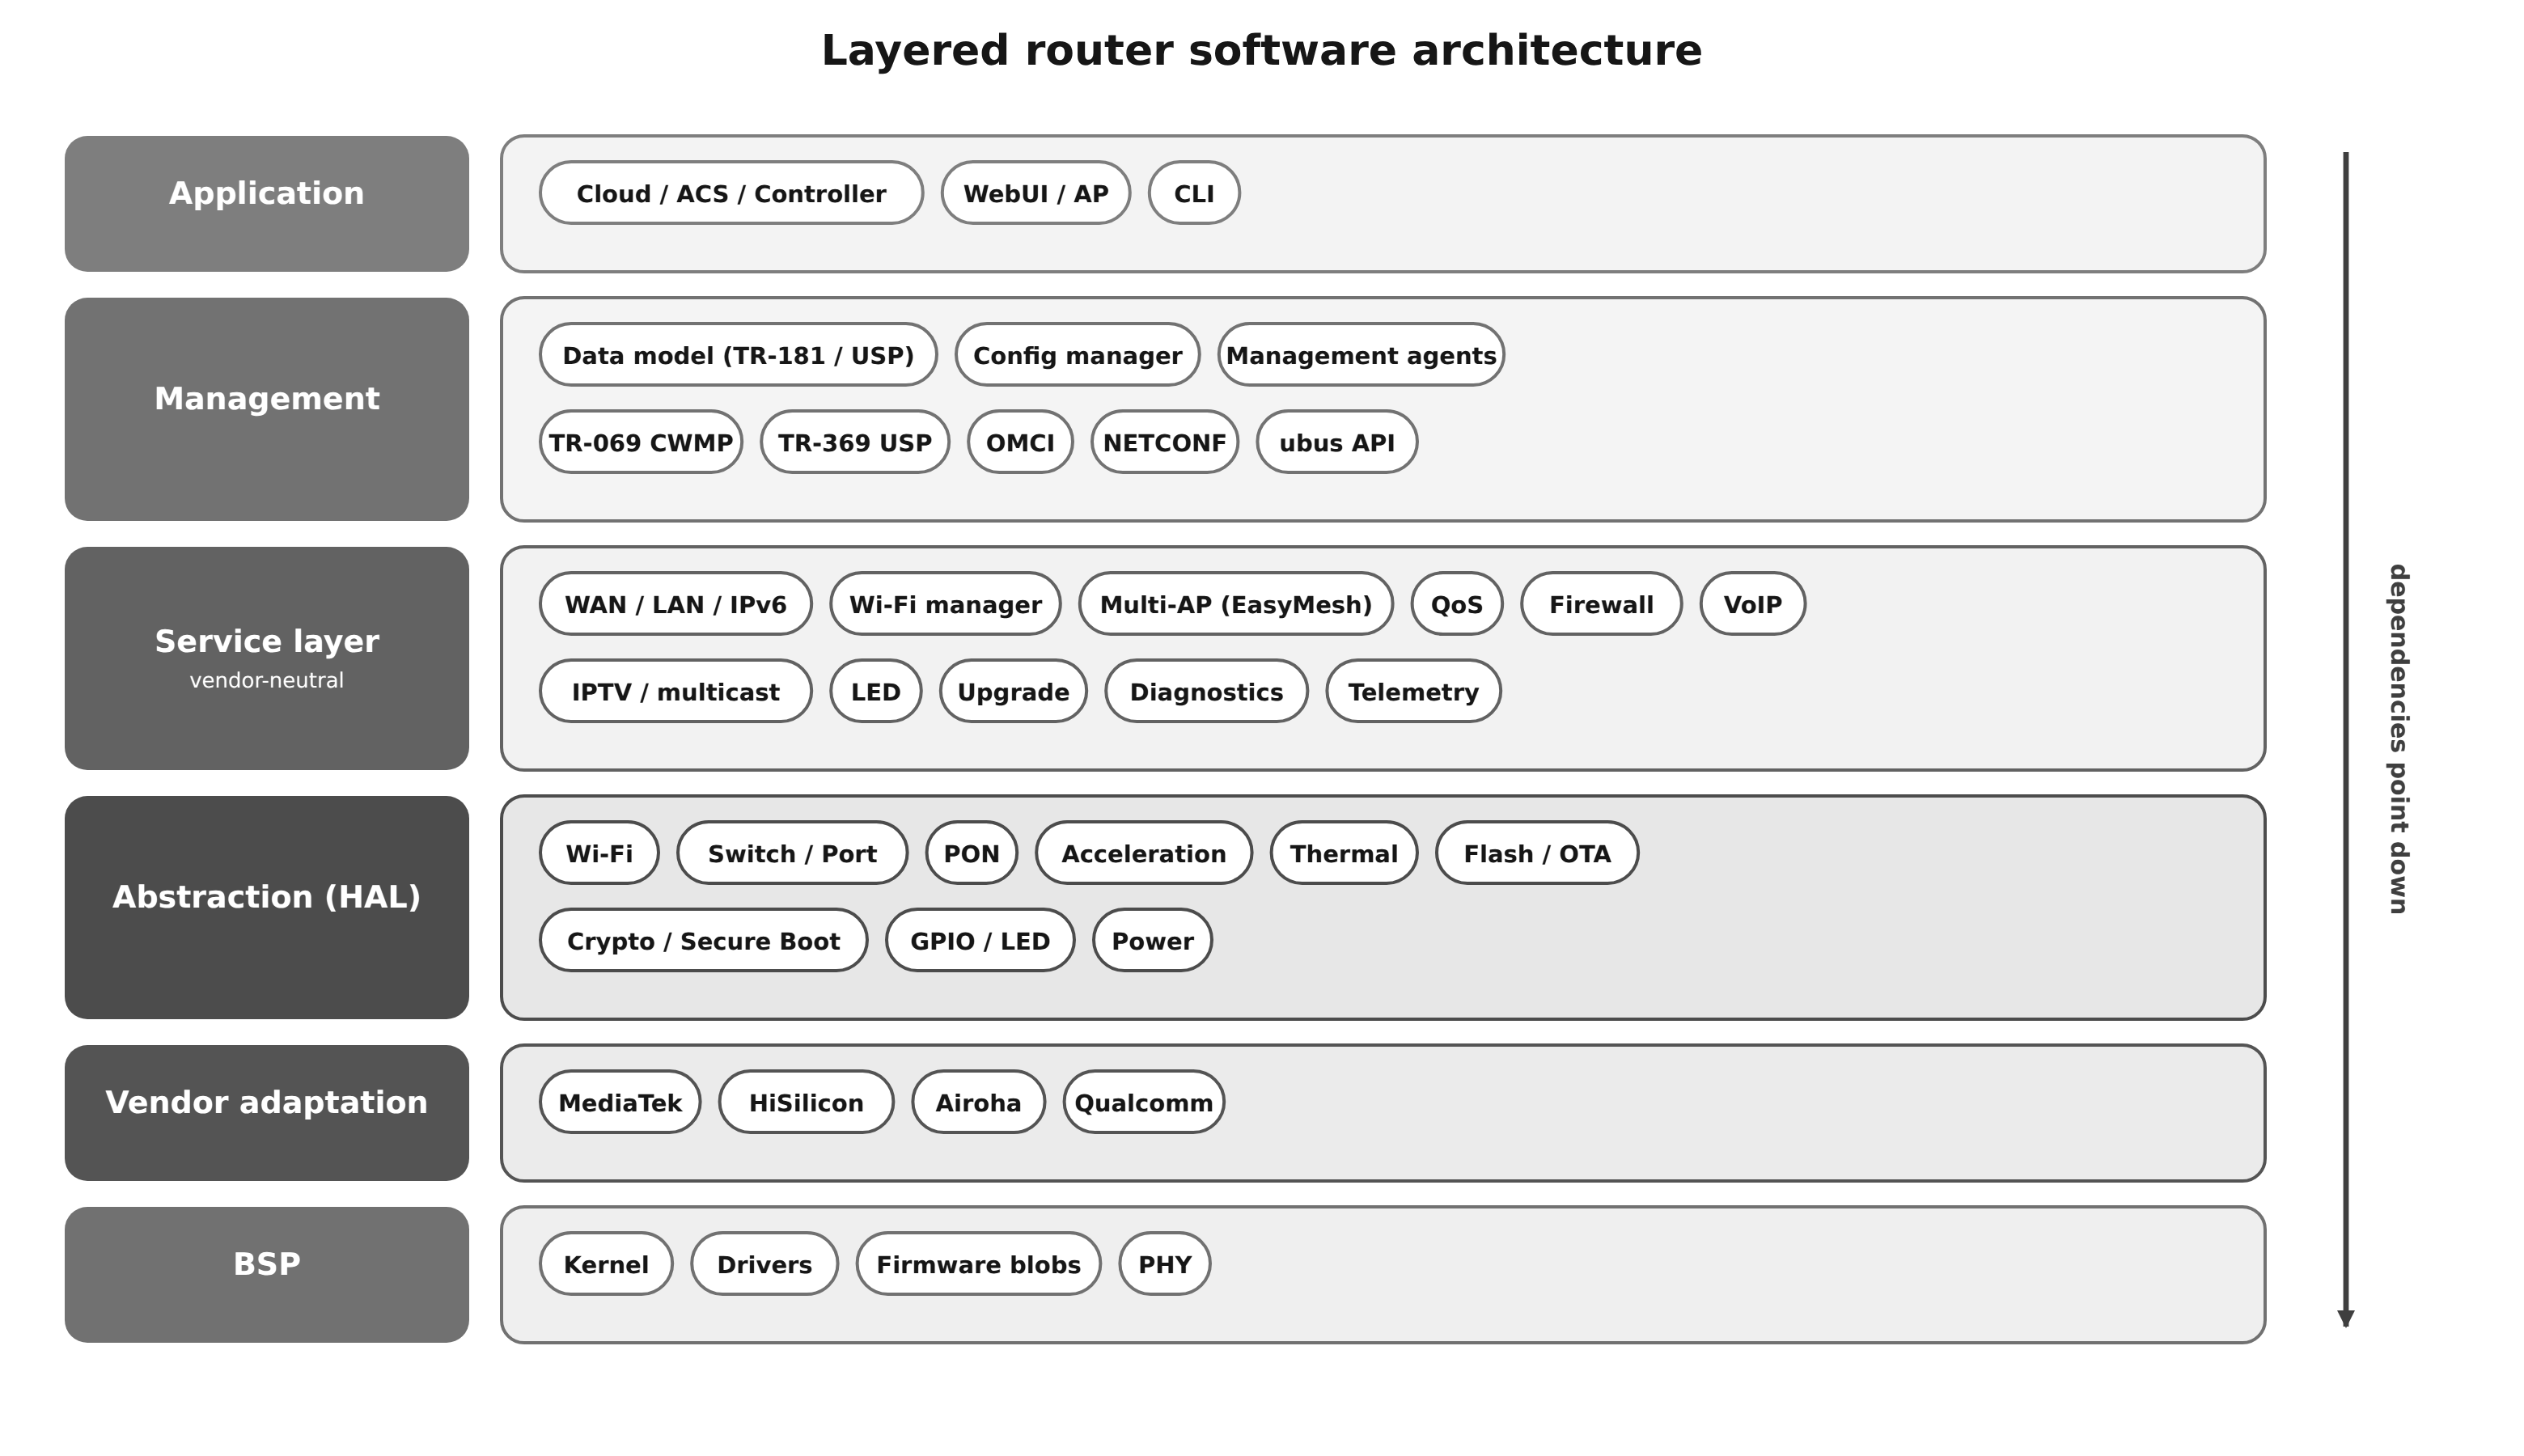 Layered router software architecture
Application
Cloud / ACS / Controller
WebUI / AP
CLI
Management
Data model (TR-181 / USP)
Config manager
Management agents
TR-069 CWMP
TR-369 USP
OMCI
NETCONF
ubus API
Service layer
vendor-neutral
WAN / LAN / IPv6
Wi-Fi manager
Multi-AP (EasyMesh)
QoS
Firewall
VoIP
IPTV / multicast
LED
Upgrade
Diagnostics
Telemetry
Abstraction (HAL)
Wi-Fi
Switch / Port
PON
Acceleration
Thermal
Flash / OTA
Crypto / Secure Boot
GPIO / LED
Power
Vendor adaptation
MediaTek
HiSilicon
Airoha
Qualcomm
BSP
Kernel
Drivers
Firmware blobs
PHY
dependencies point down